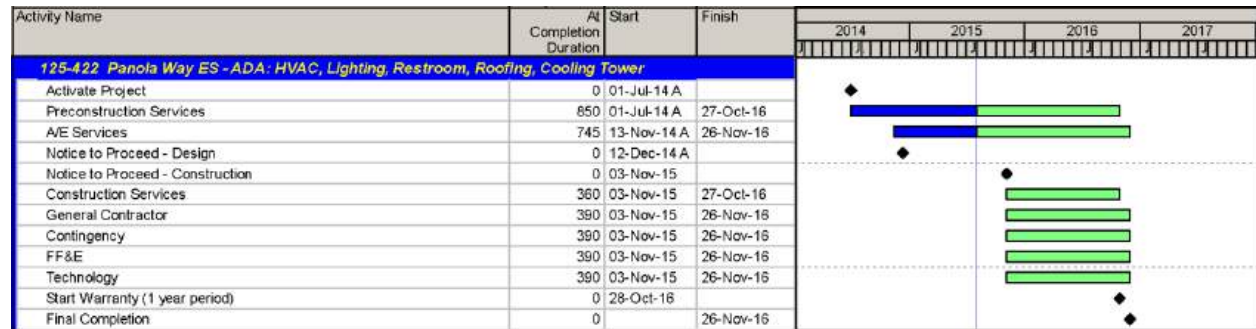 Activity Name At Completion Duration Start Finish 2014 2015 2016 2017
125-422 Panola Way ES - ADA: HVAC, Lighting, Restroom, Roofing, Cooling Tower
Activate Project 0 01-Jul-14 A
Preconstruction Services 850 01-Jul-14 A 27-Oct-16
A/E Services 745 13-Nov-14 A 26-Nov-16
Notice to Proceed - Design 0 12-Dec-14 A
Notice to Proceed - Construction 0 03-Nov-15
Construction Services 360 03-Nov-15 27-Oct-16
General Contractor 390 03-Nov-15 26-Nov-16
Contingency 390 03-Nov-15 26-Nov-16
FF&E 390 03-Nov-15 26-Nov-16
Technology 390 03-Nov-15 26-Nov-16
Start Warranty (1 year period) 0 28-Oct-16
Final Completion 0 26-Nov-16